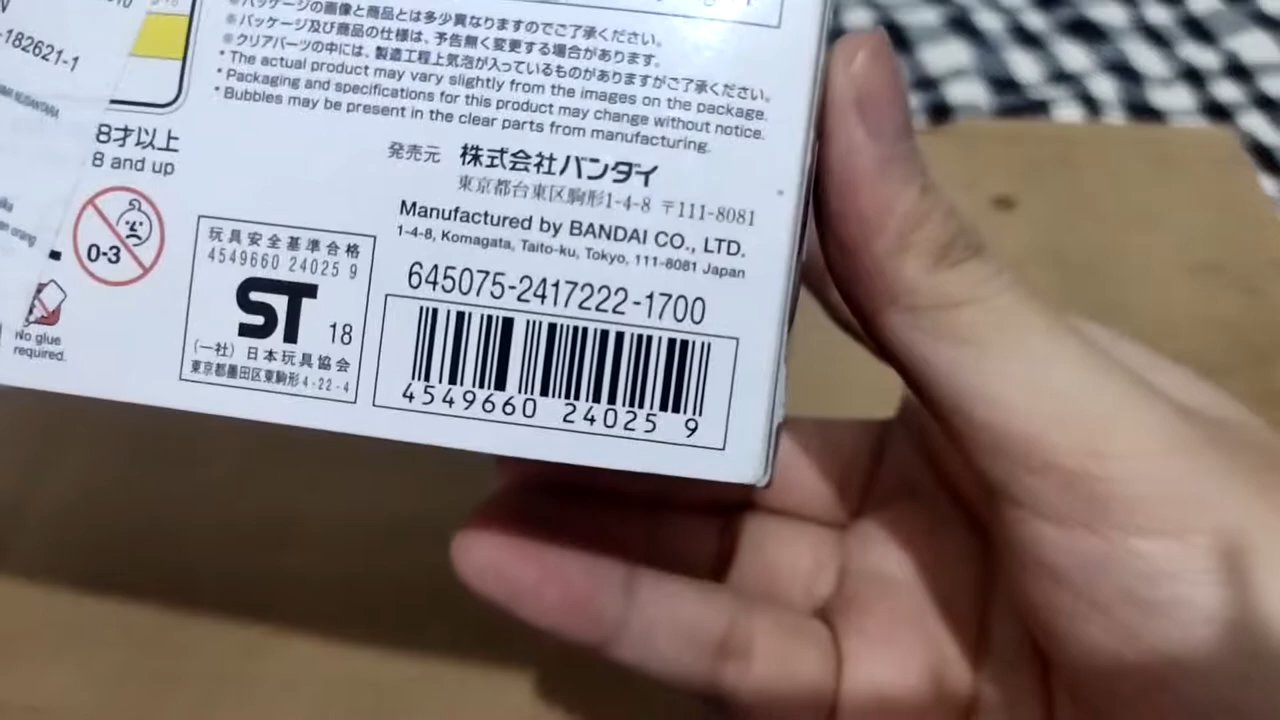 -182621-1
※パッケージの画像と商品とは多少異なりますのでご了承ください。
※パッケージ及び商品の仕様は、予告無く変更する場合があります。
※クリアパーツの中には、製造工程上気泡が入っているものがありますがご了承ください。
* The actual product may vary slightly from the images on the package.
* Packaging and specifications for this product may change without notice.
* Bubbles may be present in the clear parts from manufacturing.
8才以上
8 and up
0-3
No glue
required.
発売元 株式会社バンダイ
東京都台東区駒形1-4-8 〒111-8081
Manufactured by BANDAI CO., LTD.
1-4-8, Komagata, Taito-ku, Tokyo, 111-8081 Japan
645075-2417222-1700
玩具安全基準合格
4549660 24025 9
ST 18
(一社) 日本玩具協会
東京都墨田区東駒形4-22-4
4549660 24025 9